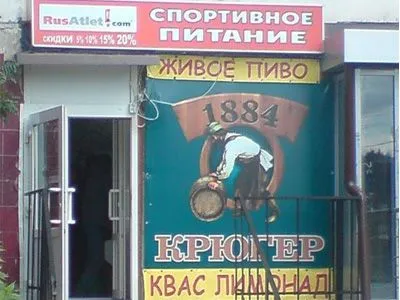 RusAtlet.com
СПОРТИВНОЕ
ПИТАНИЕ
СКИДКИ 5% 10% 15% 20%
ЖИВОЕ ПИВО
1884
КРЮГЕР
КВАС ЛИМОНАД